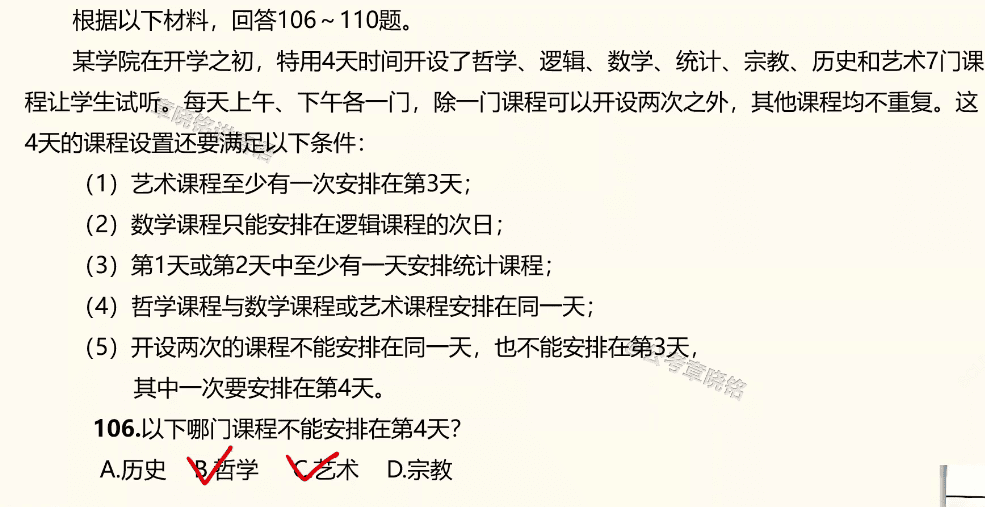 根据以下材料，回答106～110题。
某学院在开学之初，特用4天时间开设了哲学、逻辑、数学、统计、宗教、历史和艺术7门课
程让学生试听。每天上午、下午各一门，除一门课程可以开设两次之外，其他课程均不重复。这
4天的课程设置还要满足以下条件：
（1）艺术课程至少有一次安排在第3天；
（2）数学课程只能安排在逻辑课程的次日；
（3）第1天或第2天中至少有一天安排统计课程；
（4）哲学课程与数学课程或艺术课程安排在同一天；
（5）开设两次的课程不能安排在同一天，也不能安排在第3天，
其中一次要安排在第4天。
106.以下哪门课程不能安排在第4天？
A.历史 B.哲学 C.艺术 D.宗教
考章晓铭